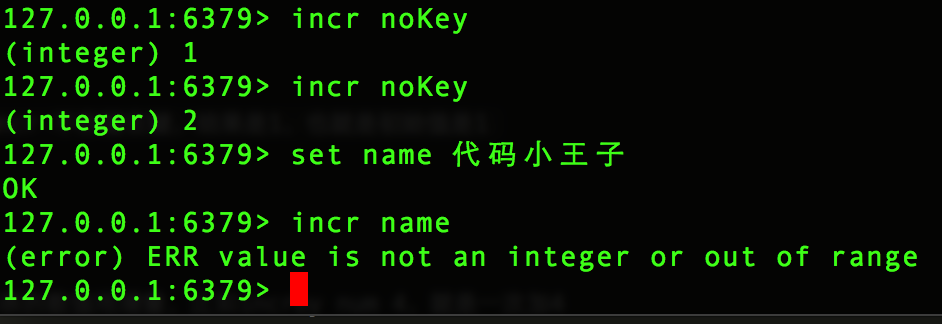 127.0.0.1:6379> incr noKey
(integer) 1
127.0.0.1:6379> incr noKey
(integer) 2
127.0.0.1:6379> set name 代码小王子
OK
127.0.0.1:6379> incr name
(error) ERR value is not an integer or out of range
127.0.0.1:6379>